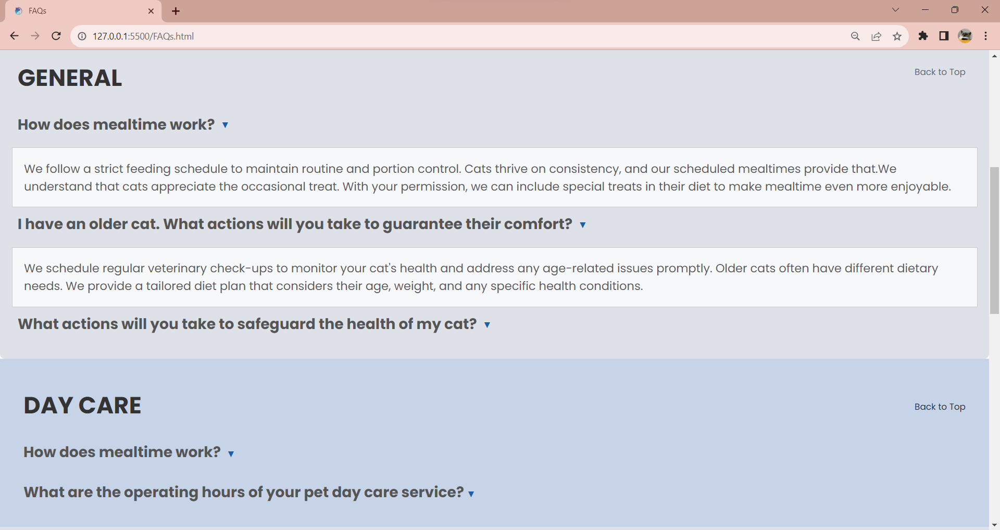 FAQs
127.0.0.1:5500/FAQs.html
GENERAL
Back to Top
How does mealtime work? ▼
We follow a strict feeding schedule to maintain routine and portion control. Cats thrive on consistency, and our scheduled mealtimes provide that.We
understand that cats appreciate the occasional treat. With your permission, we can include special treats in their diet to make mealtime even more enjoyable.
I have an older cat. What actions will you take to guarantee their comfort? ▼
We schedule regular veterinary check-ups to monitor your cat's health and address any age-related issues promptly. Older cats often have different dietary
needs. We provide a tailored diet plan that considers their age, weight, and any specific health conditions.
What actions will you take to safeguard the health of my cat? ▼
DAY CARE
Back to Top
How does mealtime work? ▼
What are the operating hours of your pet day care service? ▼